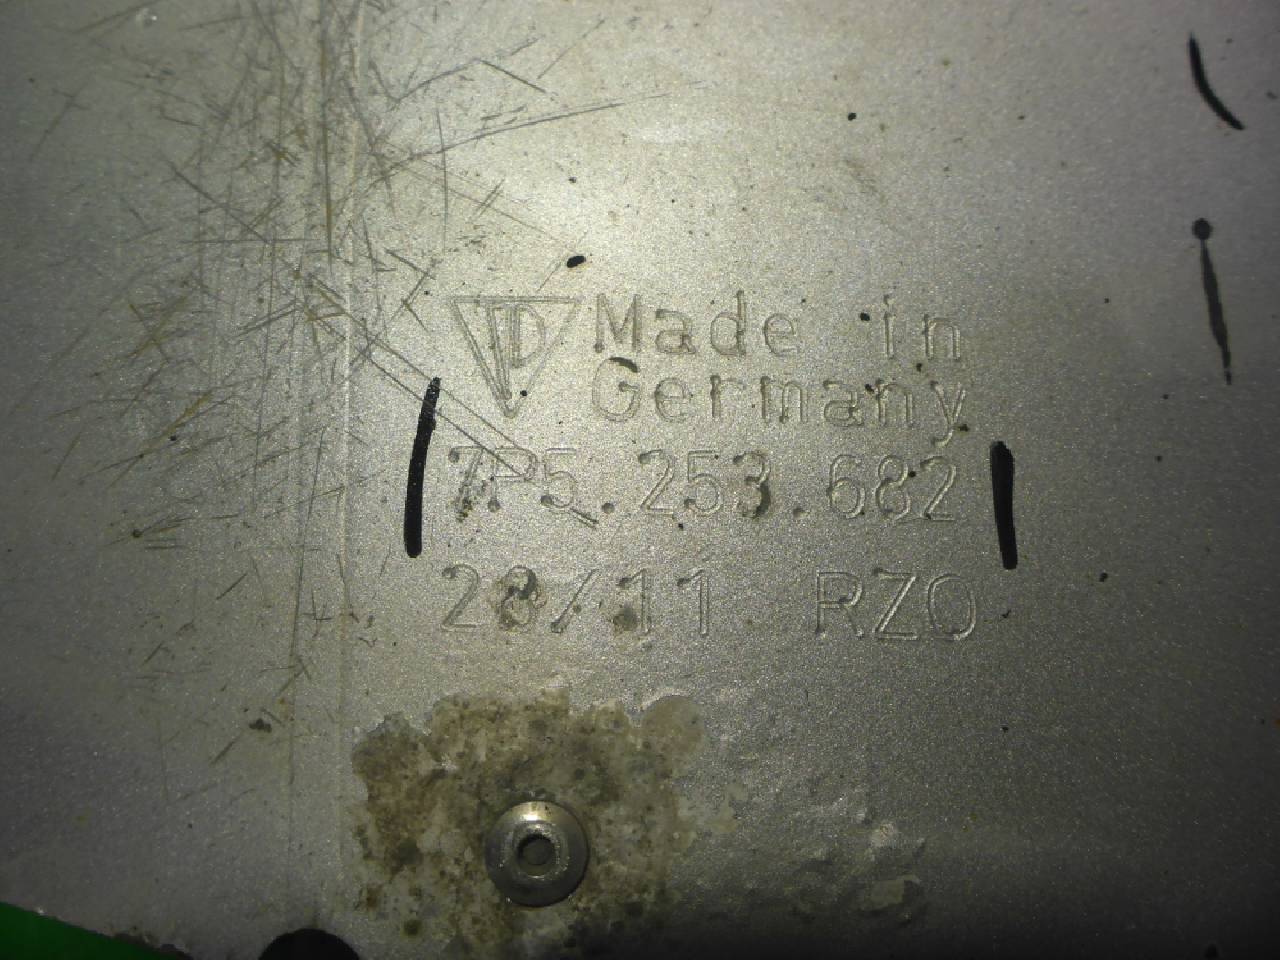 Made in
Germany
7P5.253.682
28/11 RZO